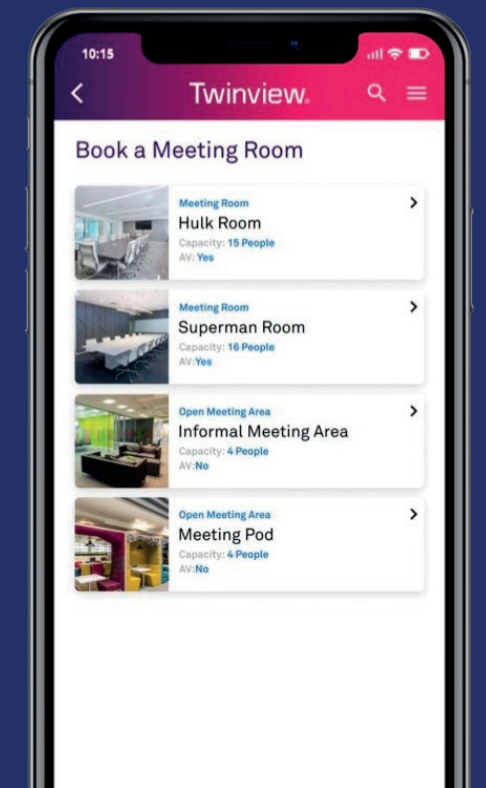 10:15
Twinview.
Book a Meeting Room
Meeting Room
Hulk Room
Capacity: 15 People
AV: Yes
Meeting Room
Superman Room
Capacity: 16 People
AV:Yes
Open Meeting Area
Informal Meeting Area
Capacity: 4 People
AV:No
Open Meeting Area
Meeting Pod
Capacity: 4 People
AV:No